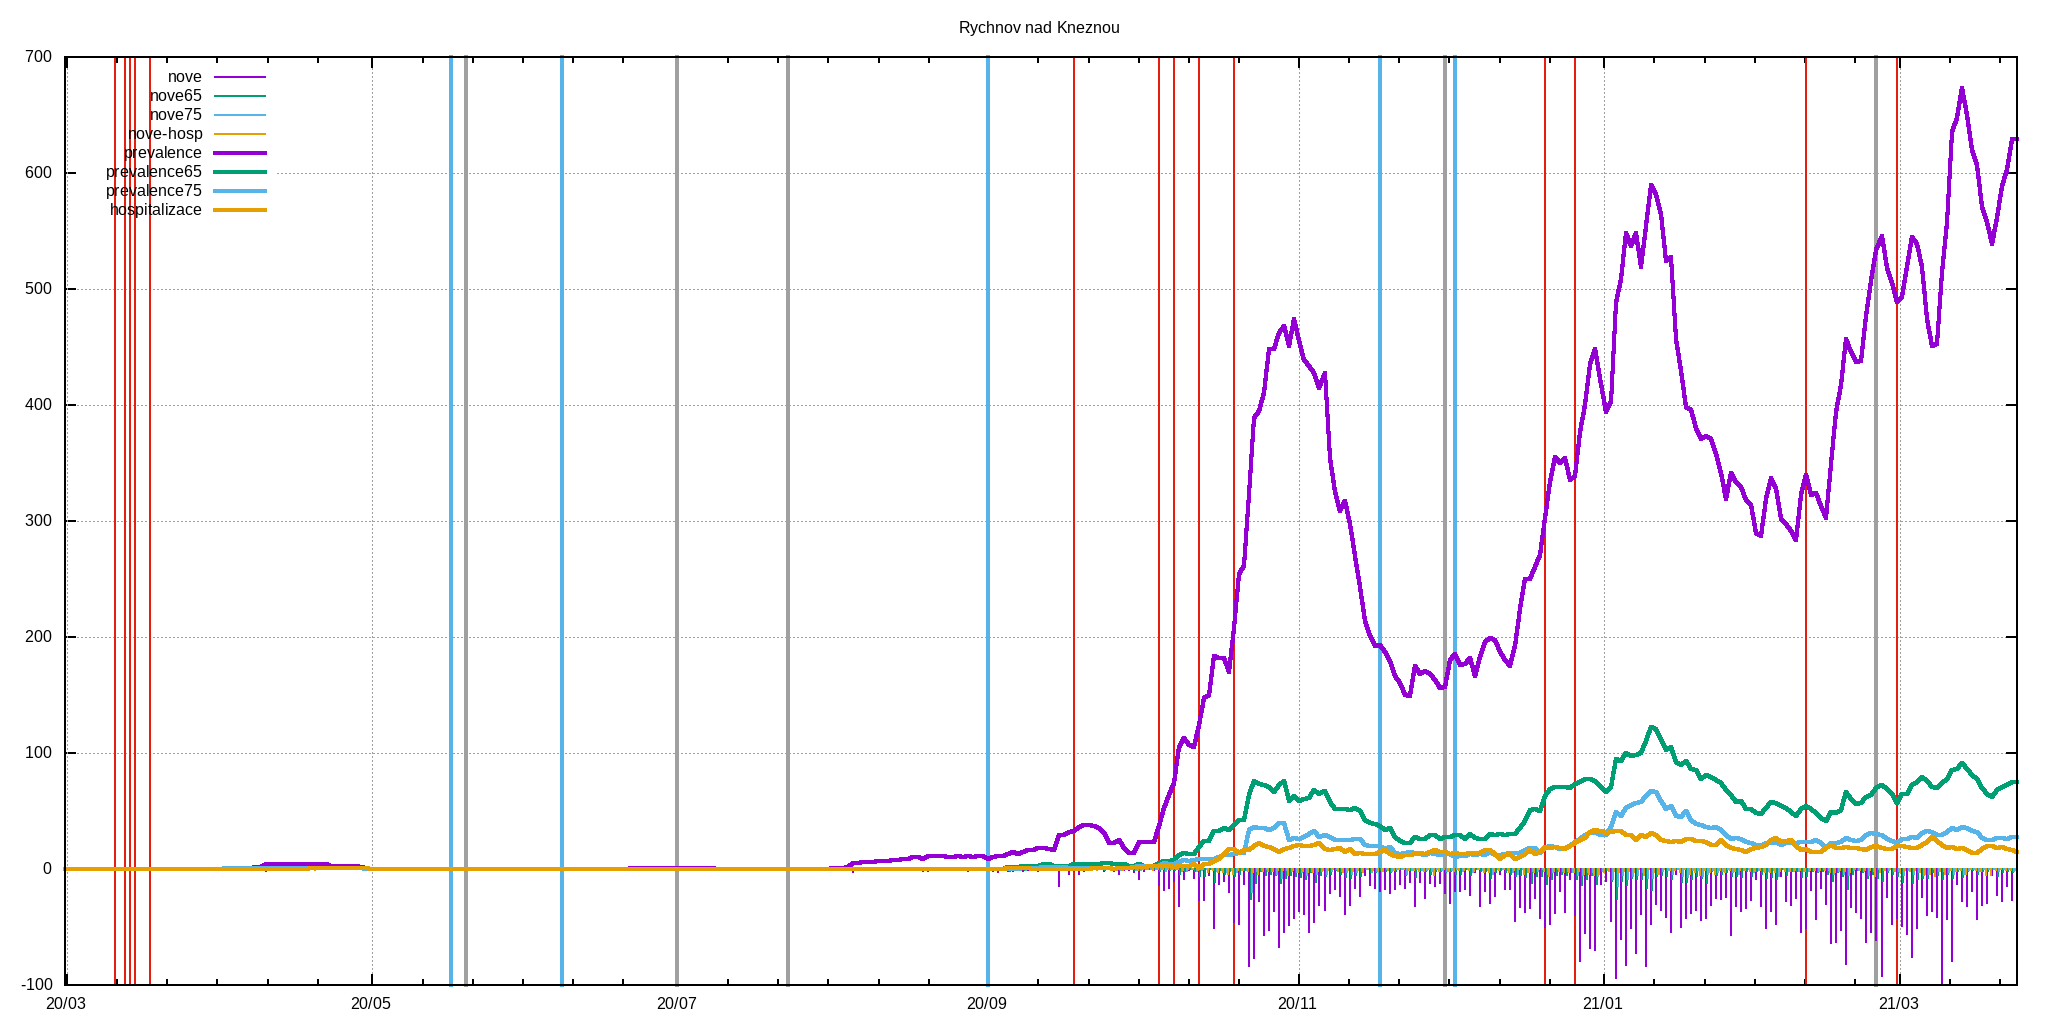 Rychnov nad Kneznou
700
600
500
400
300
200
100
0
-100
nove
nove65
nove75
nove-hosp
prevalence
prevalence65
prevalence75
hospitalizace
20/03 20/05 20/07 20/09 20/11 21/01 21/03